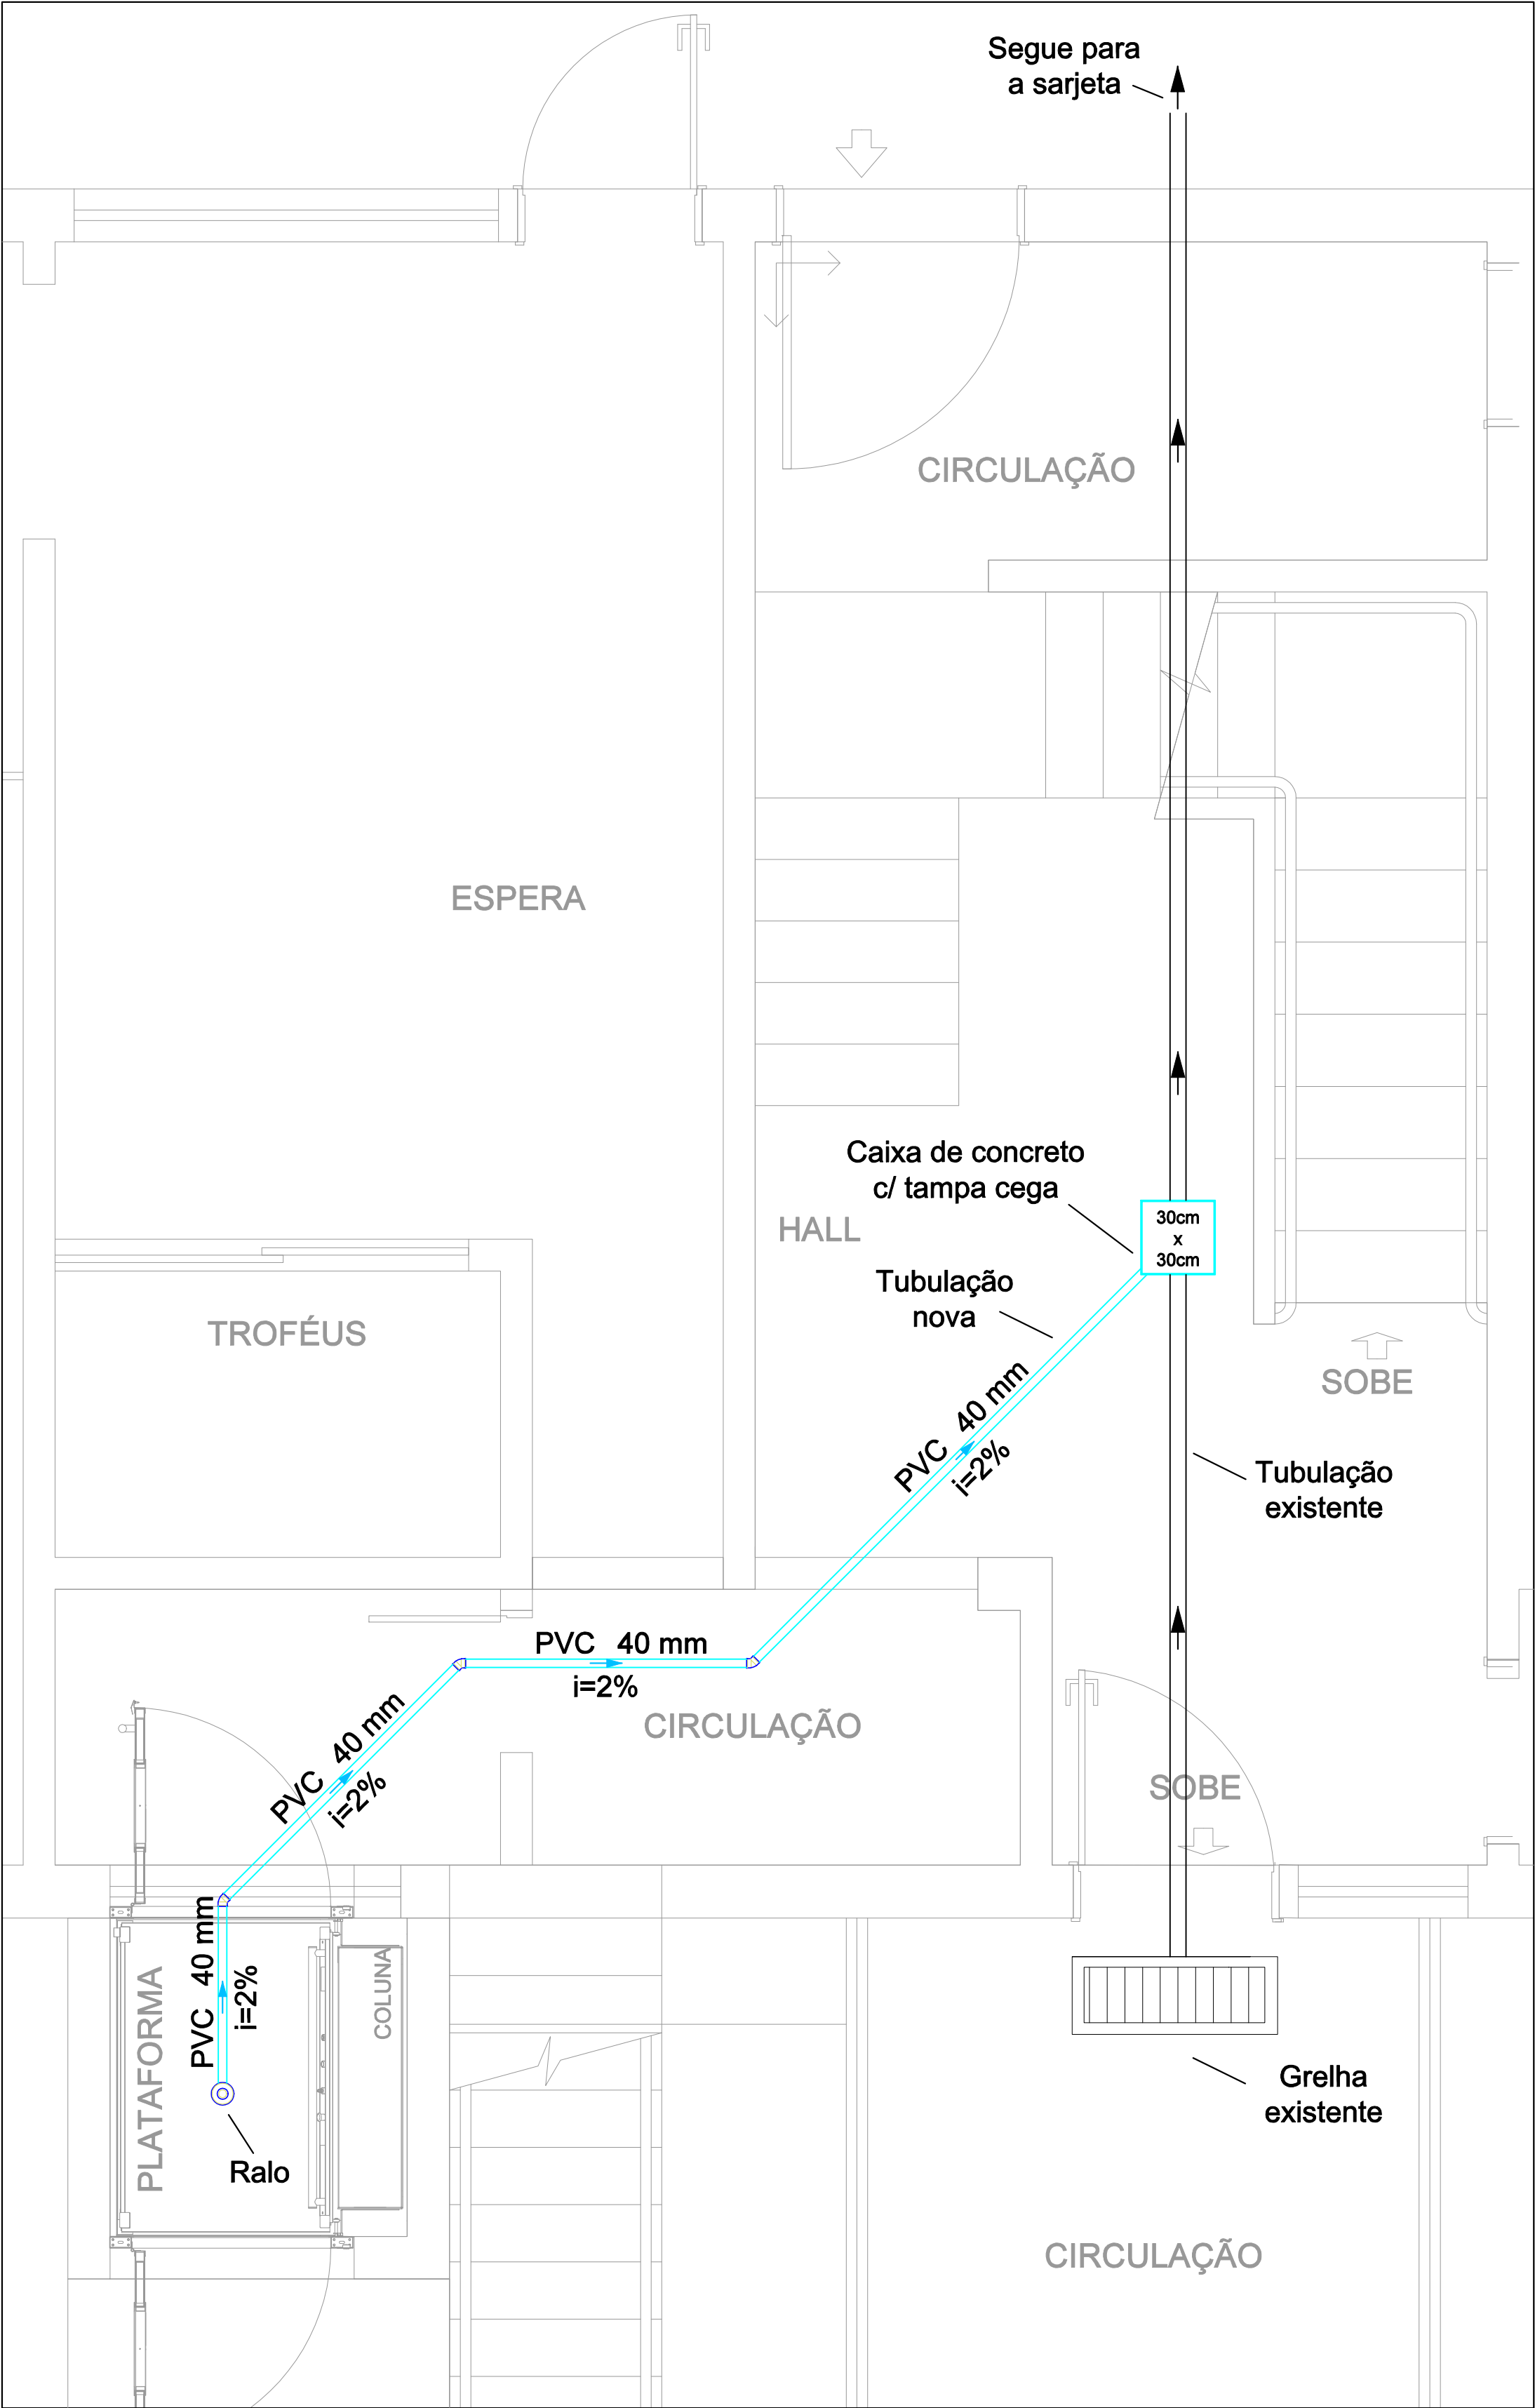 Segue para
a sarjeta
CIRCULAÇÃO
ESPERA
Caixa de concreto
c/ tampa cega
30cm
x
30cm
HALL
Tubulação
nova
TROFÉUS
SOBE
PVC 40 mm
i=2%
Tubulação
existente
PVC 40 mm
i=2%
CIRCULAÇÃO
PVC 40 mm
i=2%
SOBE
PVC 40 mm
i=2%
COLUNA
PLATAFORMA
Ralo
Grelha
existente
CIRCULAÇÃO